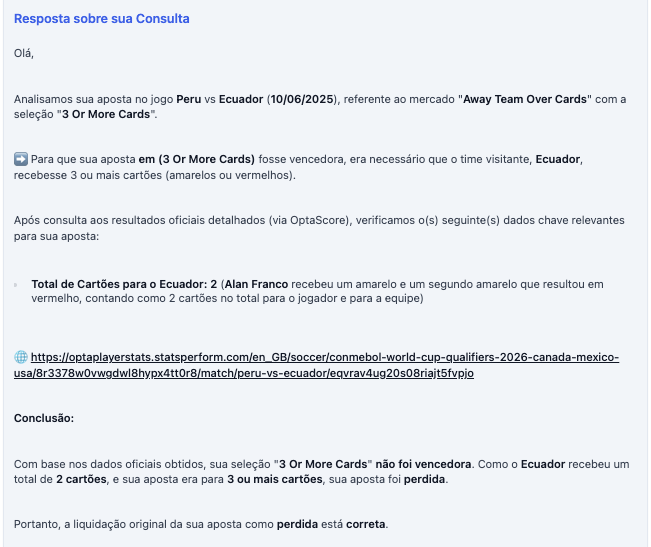 Resposta sobre sua Consulta
Olá,
Analisamos sua aposta no jogo Peru vs Ecuador (10/06/2025), referente ao mercado "Away Team Over Cards" com a
seleção "3 Or More Cards".
➡️ Para que sua aposta em (3 Or More Cards) fosse vencedora, era necessário que o time visitante, Ecuador,
recebesse 3 ou mais cartões (amarelos ou vermelhos).
Após consulta aos resultados oficiais detalhados (via OptaScore), verificamos o(s) seguinte(s) dados chave relevantes
para sua aposta:
Total de Cartões para o Ecuador: 2 (Alan Franco recebeu um amarelo e um segundo amarelo que resultou em
vermelho, contando como 2 cartões no total para o jogador e para a equipe)
🌐 https://optaplayerstats.statsperform.com/en_GB/soccer/conmebol-world-cup-qualifiers-2026-canada-mexico-
usa/8r3378w0vwgdwl8hypx4tt0r8/match/peru-vs-ecuador/eqvrav4ug20s08riajt5fvpjo
Conclusão:
Com base nos dados oficiais obtidos, sua seleção "3 Or More Cards" não foi vencedora. Como o Ecuador recebeu um
total de 2 cartões, e sua aposta era para 3 ou mais cartões, sua aposta foi perdida.
Portanto, a liquidação original da sua aposta como perdida está correta.